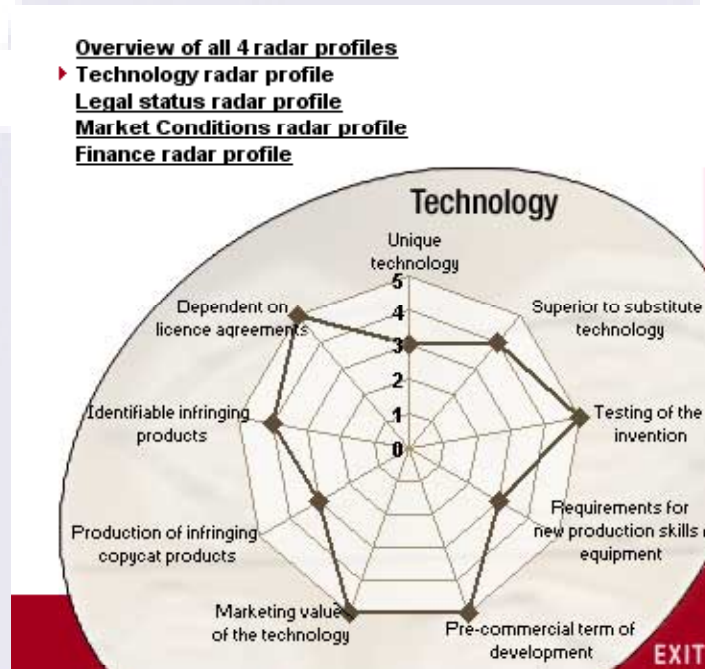 Overview of all 4 radar profiles
Technology radar profile
Legal status radar profile
Market Conditions radar profile
Finance radar profile
Technology
Unique
technology
5
4
3
2
1
0
Superior to substitute
technology
Testing of the
invention
Requirements for
new production skills
equipment
Pre-commercial term of
development
Marketing value
of the technology
Production of infringing
copycat products
Identifiable infringing
products
Dependent on
licence agreements
EXIT